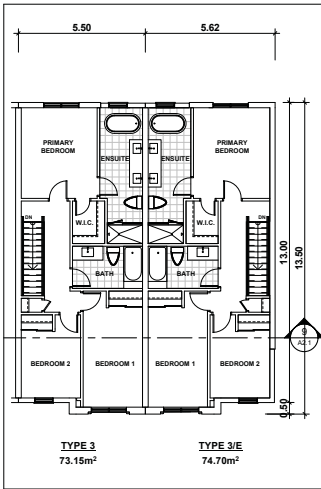 5.50 5.62
PRIMARY
BEDROOM
ENSUITE
ENSUITE
PRIMARY
BEDROOM
DN
W.I.C.
W.I.C.
DN
BATH
BATH
13.00
13.50
BEDROOM 2
BEDROOM 1
BEDROOM 1
BEDROOM 2
9
A2.1
0.50
TYPE 3
73.15m²
TYPE 3/E
74.70m²